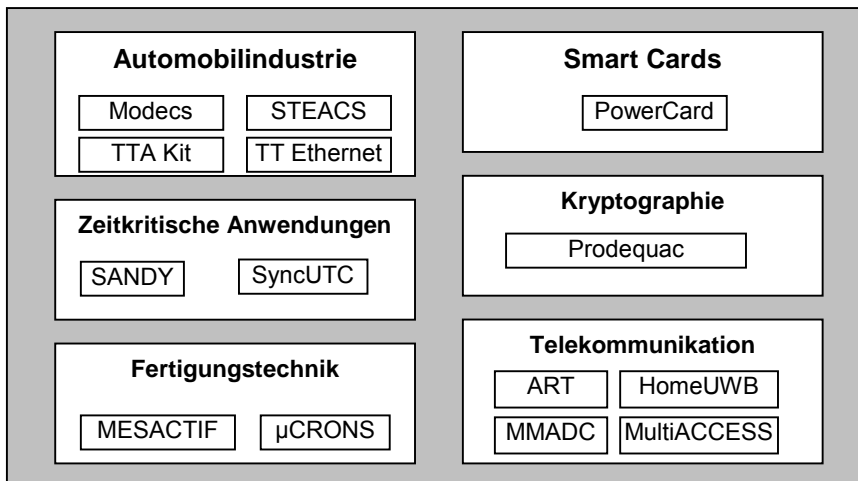 Automobilindustrie
Modecs STEACS
TTA Kit TT Ethernet
Zeitkritische Anwendungen
SANDY SyncUTC
Fertigungstechnik
MESACTIF µCRONS
Smart Cards
PowerCard
Kryptographie
Prodequac
Telekommunikation
ART HomeUWB
MMADC MultiACCESS